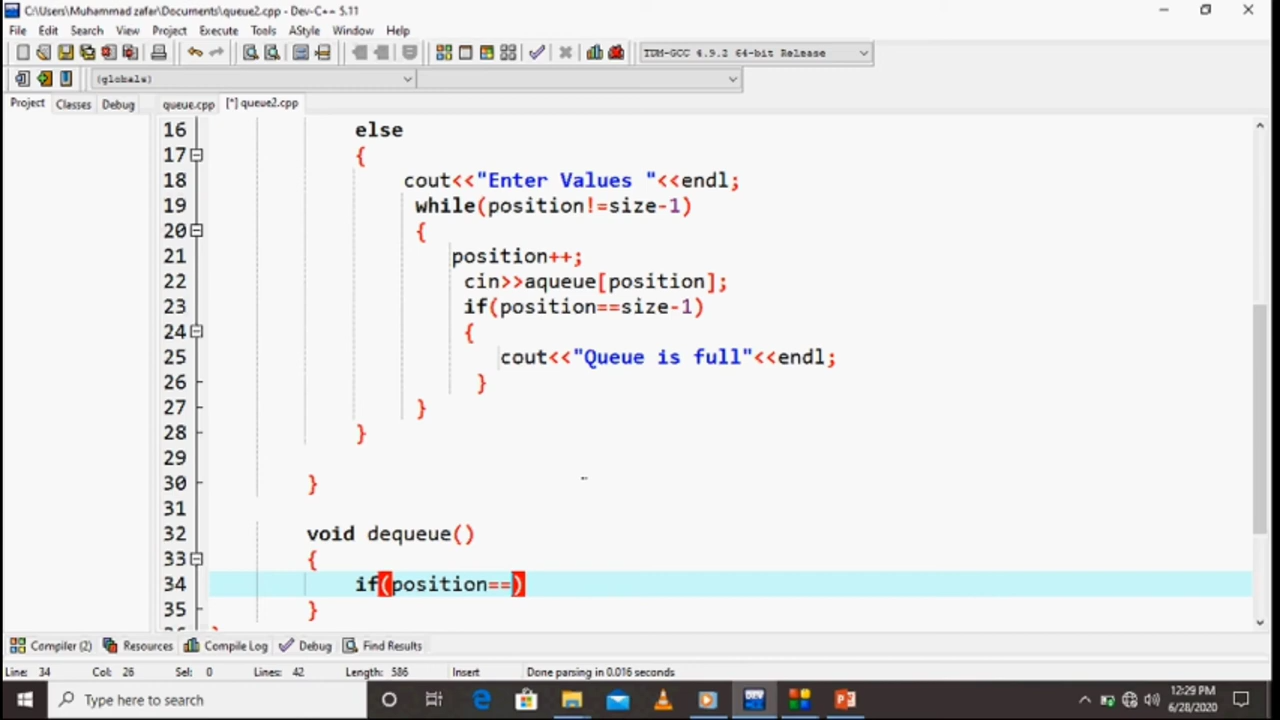 C:\Users\Muhammad zafar\Documents\queue2.cpp - Dev-C++ 5.11
File Edit Search View Project Execute Tools AStyle Window Help
TDM-GCC 4.9.2 64-bit Release
(globals)
Project Classes Debug queue.cpp [*] queue2.cpp
16 else
17 {
18 cout<<"Enter Values "<<endl;
19 while(position!=size-1)
20 {
21 position++;
22 cin>>aqueue[position];
23 if(position==size-1)
24 {
25 cout<<"Queue is full"<<endl;
26 }
27 }
28 }
29
30 }
31
32 void dequeue()
33 {
34 if(position==)
35 }
Compiler (2) Resources Compile Log Debug Find Results
Line: 34 Col: 26 Sel: 0 Lines: 42 Length: 586 Insert Done parsing in 0.016 seconds
Type here to search
12:29 PM
6/28/2020